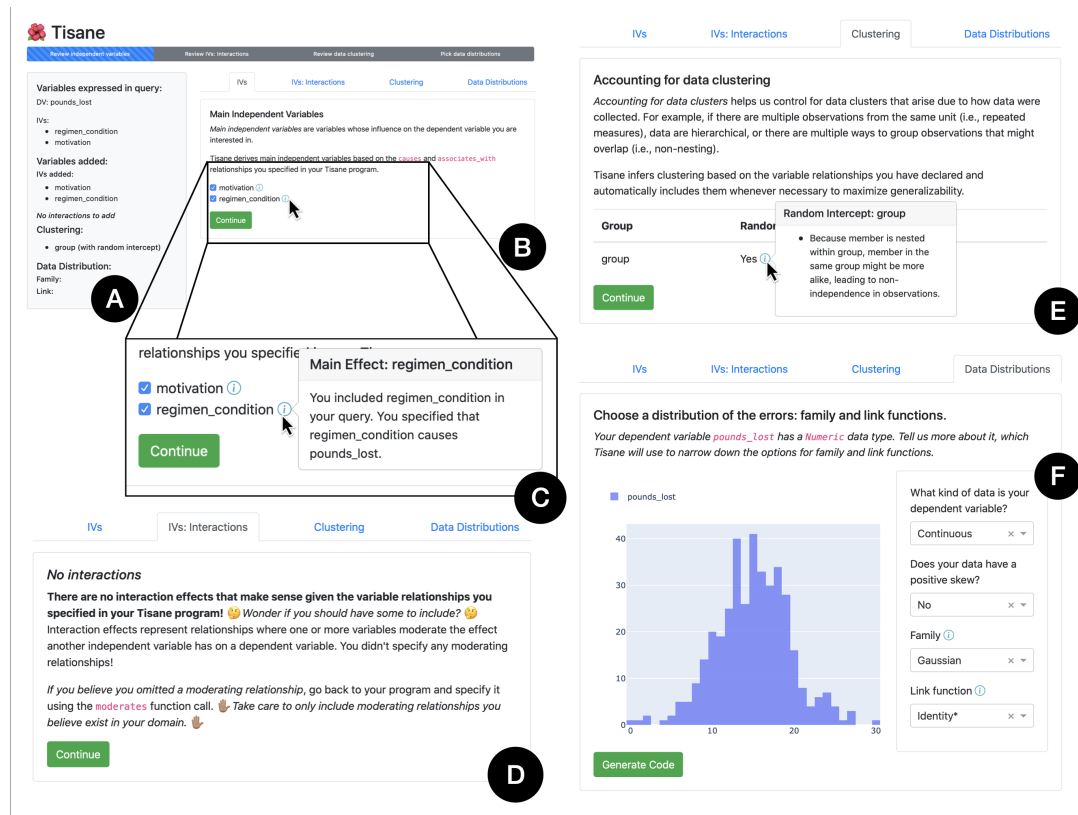 🌺 Tisane
Review independent variables
Review IVs: Interactions
Review data clustering
Pick data distributions
Variables expressed in query:
DV: pounds_lost
IVs:
• regimen_condition
• motivation
Variables added:
IVs added:
• motivation
• regimen_condition
No interactions to add
Clustering:
• group (with random intercept)
Data Distribution:
Family:
Link:
A
IVs
IVs: Interactions
Clustering
Data Distributions
Main Independent Variables
Main independent variables are variables whose influence on the dependent variable you are
interested in.
Tisane derives main independent variables based on the causes and associates_with
relationships you specified in your Tisane program.
motivation
regimen_condition
Continue
B
relationships you specifie
motivation
regimen_condition
Continue
Main Effect: regimen_condition
You included regimen_condition in
your query. You specified that
regimen_condition causes
pounds_lost.
C
IVs
IVs: Interactions
Clustering
Data Distributions
No interactions
There are no interaction effects that make sense given the variable relationships you
specified in your Tisane program! 🤔 Wonder if you should have some to include? 🤔
Interaction effects represent relationships where one or more variables moderate the effect
another independent variable has on a dependent variable. You didn't specify any moderating
relationships!
If you believe you omitted a moderating relationship, go back to your program and specify it
using the moderates function call. 🖐🏽 Take care to only include moderating relationships you
believe exist in your domain. 🖐🏽
Continue
D
IVs
IVs: Interactions
Clustering
Data Distributions
Accounting for data clustering
Accounting for data clusters helps us control for data clusters that arise due to how data were
collected. For example, if there are multiple observations from the same unit (i.e., repeated
measures), data are hierarchical, or there are multiple ways to group observations that might
overlap (i.e., non-nesting).
Tisane infers clustering based on the variable relationships you have declared and
automatically includes them whenever necessary to maximize generalizability.
Group
Random
group
Yes
Random Intercept: group
• Because member is nested
within group, member in the
same group might be more
alike, leading to non-
independence in observations.
Continue
E
IVs
IVs: Interactions
Clustering
Data Distributions
Choose a distribution of the errors: family and link functions.
Your dependent variable pounds_lost has a Numeric data type. Tell us more about it, which
Tisane will use to narrow down the options for family and link functions.
pounds_lost
40
30
20
10
0
0 10 20 30
What kind of data is your
dependent variable?
Continuous
Does your data have a
positive skew?
No
Family
Gaussian
Link function
Identity*
Generate Code
F